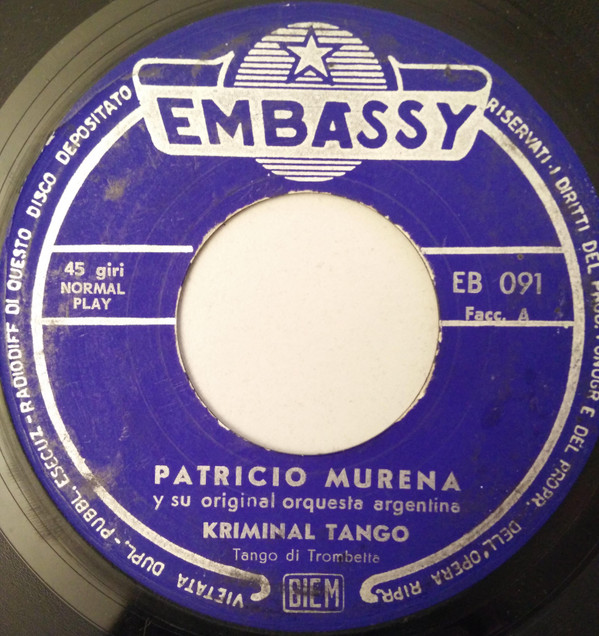 EMBASSY
45 giri
NORMAL
PLAY
EB 091
Facc. A
PATRICIO MURENA
y su original orquesta argentina
KRIMINAL TANGO
Tango di Trombetta
BIEM
RISERVATI I DIRITTI DEL PROD. FONOGR E DEL PROPR. DELL'OPERA RIPR.
VIETATA DUPL.-PUBBL. ESECUZ-RADIODIFF DI QUESTO DISCO DEPOSITATO